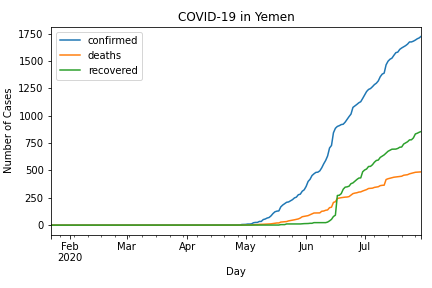 COVID-19 in Yemen
confirmed
deaths
recovered
1750
1500
1250
1000
750
500
250
0
Number of Cases
Feb Mar Apr May Jun Jul
2020
Day